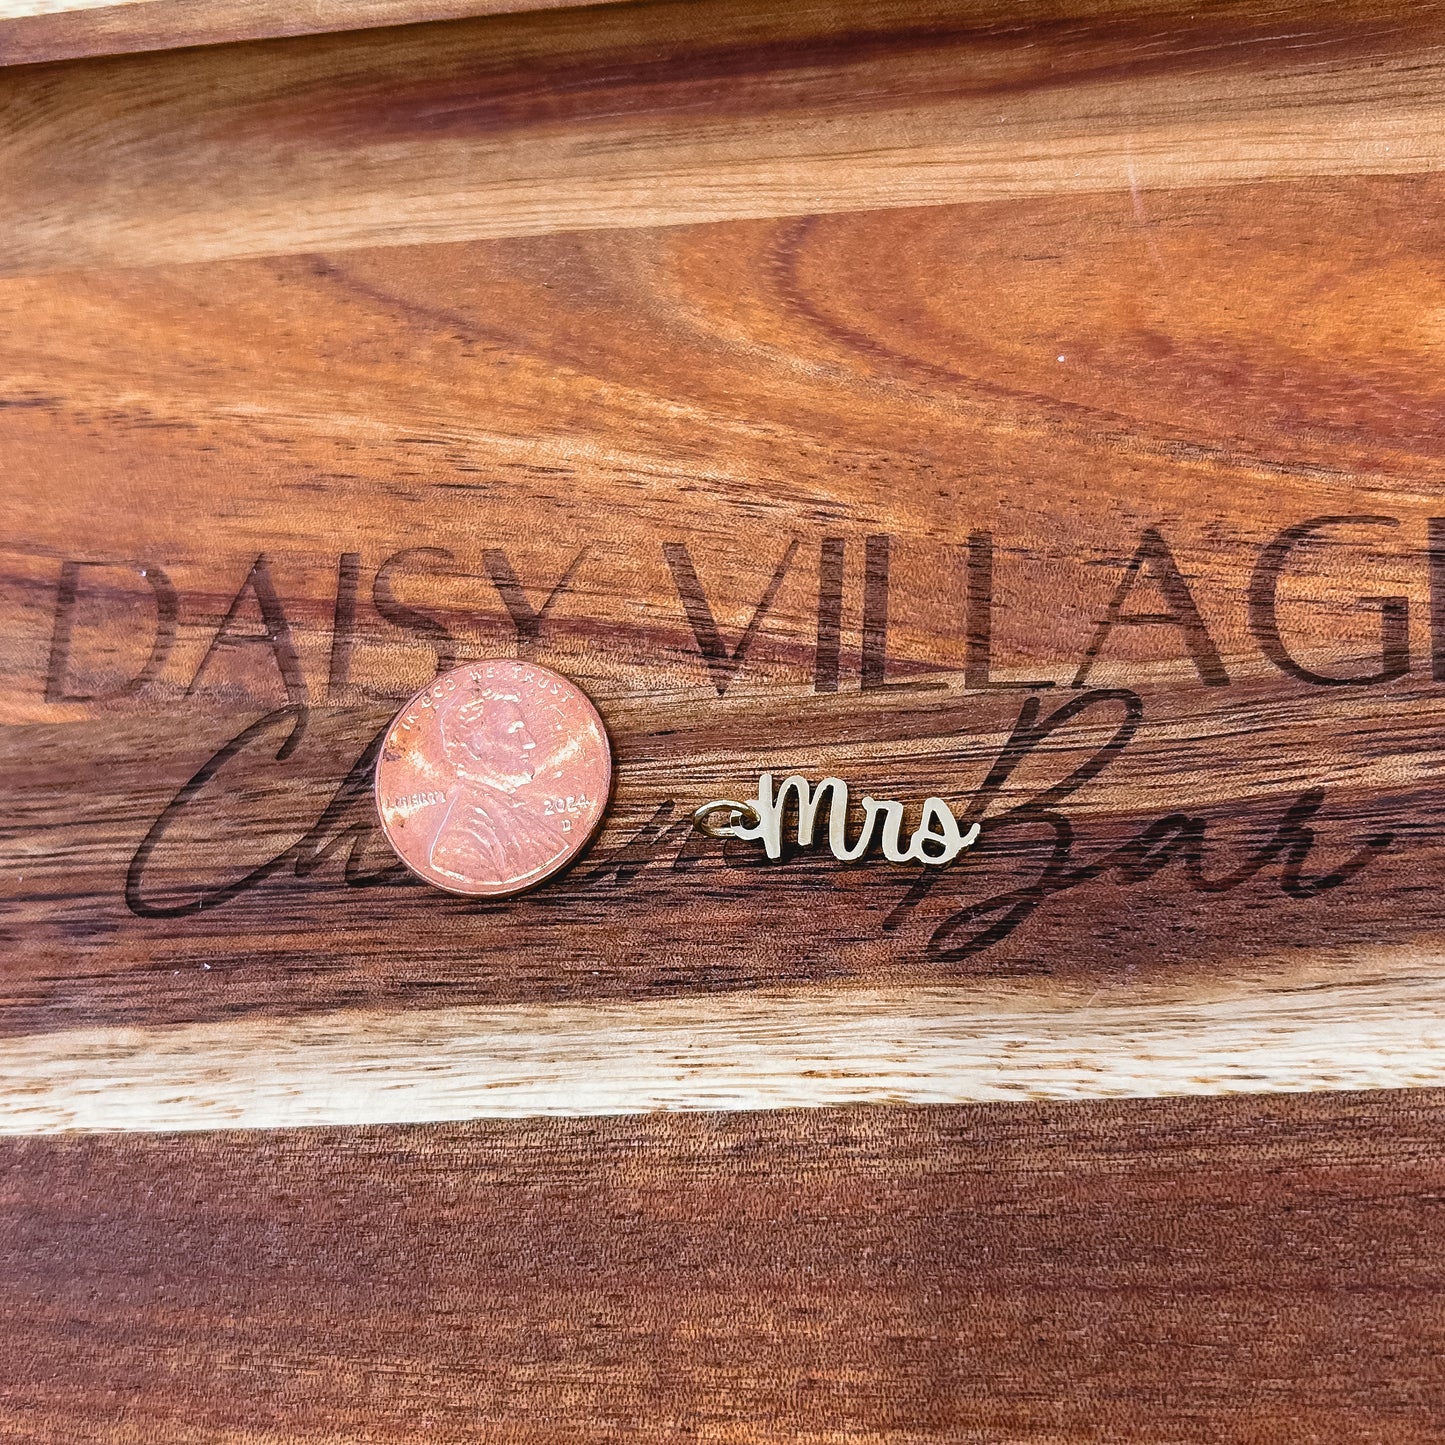 DAISY VILLAG
Bar
IN GOD WE TRUST
LIBERTY
2024
D
Mrs